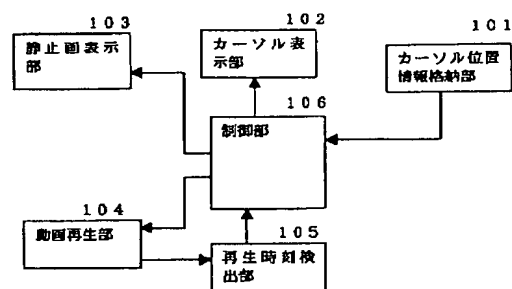 103
静止画表示
部
102
カーソル表
示部
101
カーソル位置
情報格納部
106
制御部
104
動画再生部
105
再生時刻検
出部